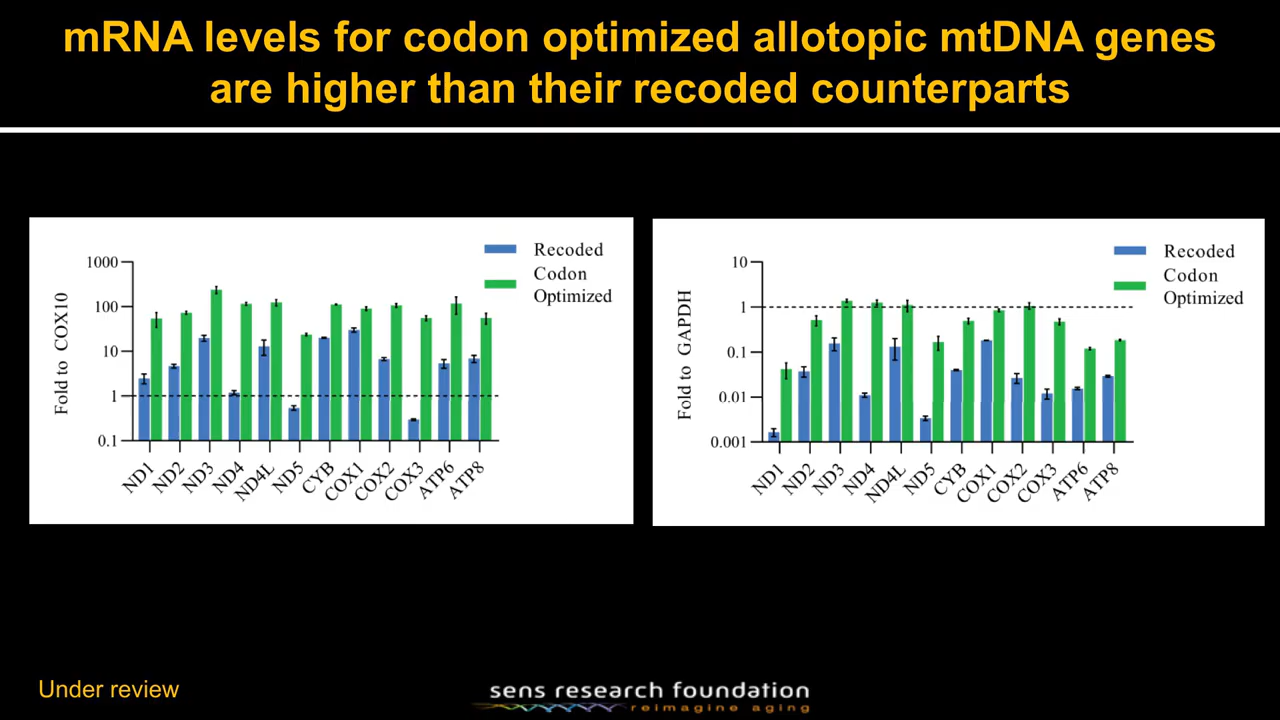 mRNA levels for codon optimized allotopic mtDNA genes
are higher than their recoded counterparts
Recoded
Codon
Optimized
Fold to COX10
1000
100
10
1
0.1
ND1
ND2
ND3
ND4
ND4L
ND5
CYB
COX1
COX2
COX3
ATP6
ATP8
Recoded
Codon
Optimized
Fold to GAPDH
10
1
0.1
0.01
0.001
ND1
ND2
ND3
ND4
ND4L
ND5
CYB
COX1
COX2
COX3
ATP6
ATP8
Under review
sens research foundation
reimagine aging